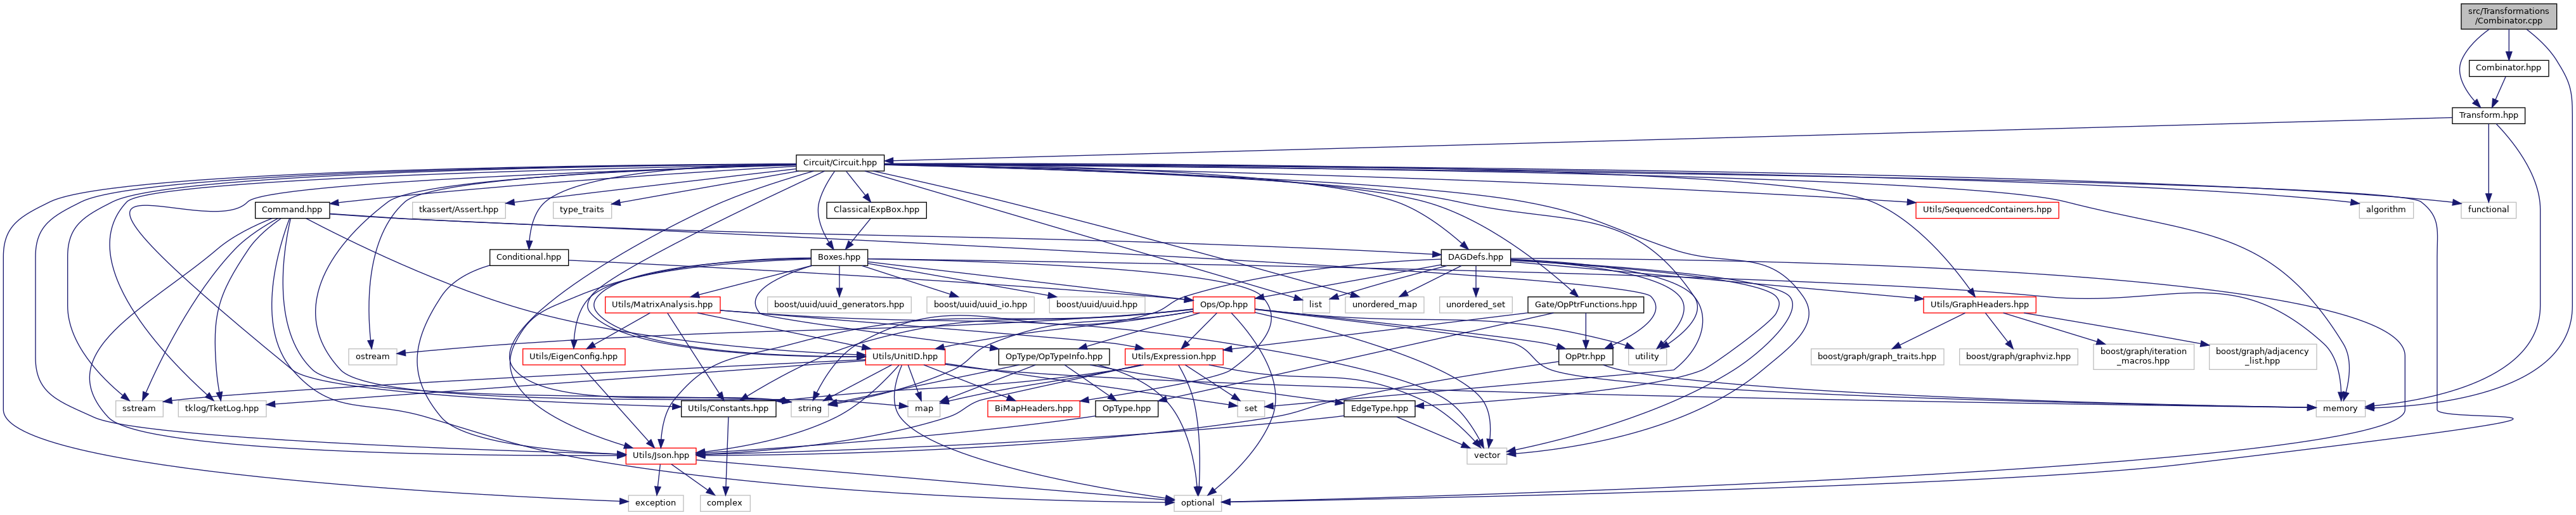 src/Transformations
/Combinator.cpp
Combinator.hpp
Transform.hpp
Circuit/Circuit.hpp
Command.hpp
tkassert/Assert.hpp
type_traits
ClassicalExpBox.hpp
Utils/SequencedContainers.hpp
algorithm
functional
Conditional.hpp
Boxes.hpp
DAGDefs.hpp
Utils/MatrixAnalysis.hpp
boost/uuid/uuid_generators.hpp
boost/uuid/uuid_io.hpp
boost/uuid/uuid.hpp
Ops/Op.hpp
list
unordered_map
unordered_set
Gate/OpPtrFunctions.hpp
Utils/GraphHeaders.hpp
ostream
Utils/EigenConfig.hpp
Utils/UnitID.hpp
OpType/OpTypeInfo.hpp
Utils/Expression.hpp
OpPtr.hpp
utility
boost/graph/graph_traits.hpp
boost/graph/graphviz.hpp
boost/graph/iteration
_macros.hpp
boost/graph/adjacency
_list.hpp
sstream
tklog/TketLog.hpp
Utils/Constants.hpp
string
map
BiMapHeaders.hpp
OpType.hpp
set
EdgeType.hpp
memory
Utils/Json.hpp
vector
exception
complex
optional